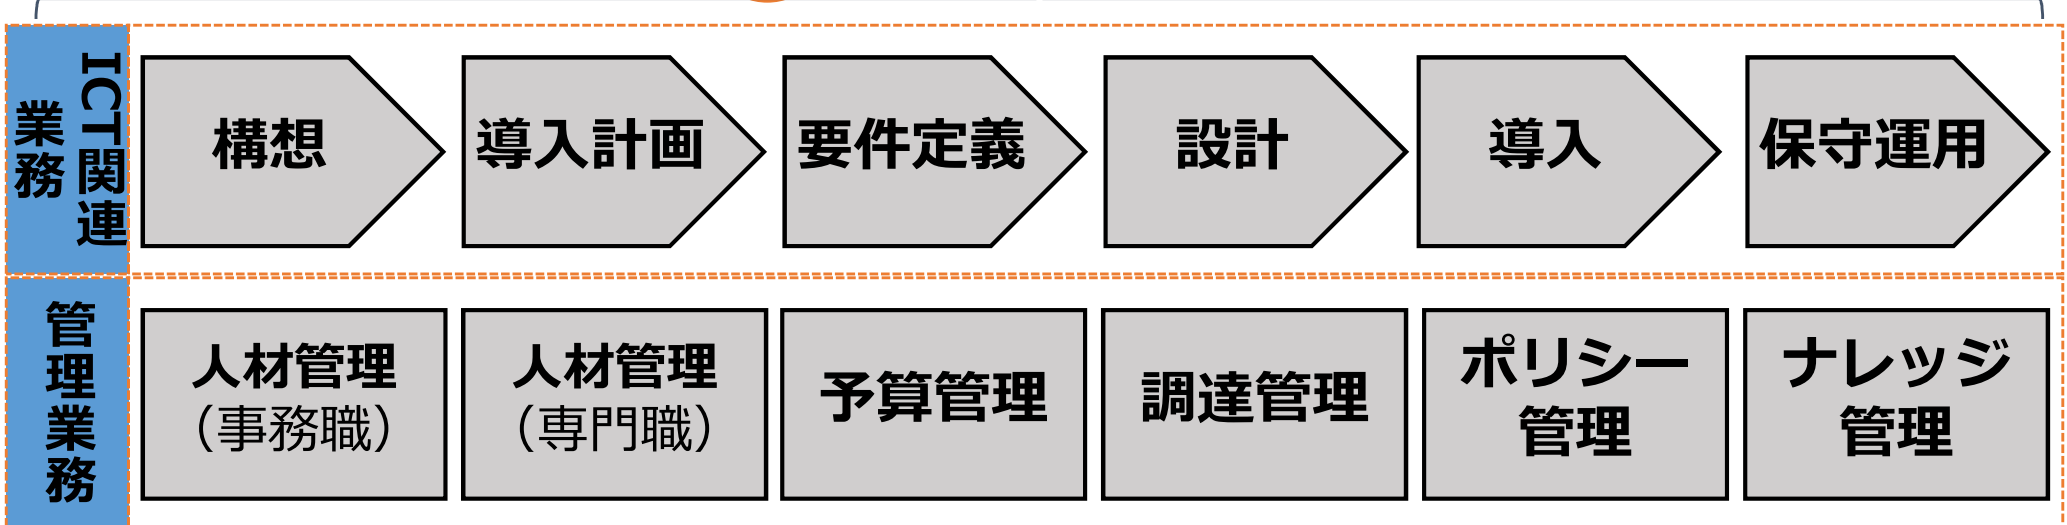 ICT関連
業務
構想
導入計画
要件定義
設計
導入
保守運用
管理業務
人材管理
（事務職）
人材管理
（専門職）
予算管理
調達管理
ポリシー
管理
ナレッジ
管理